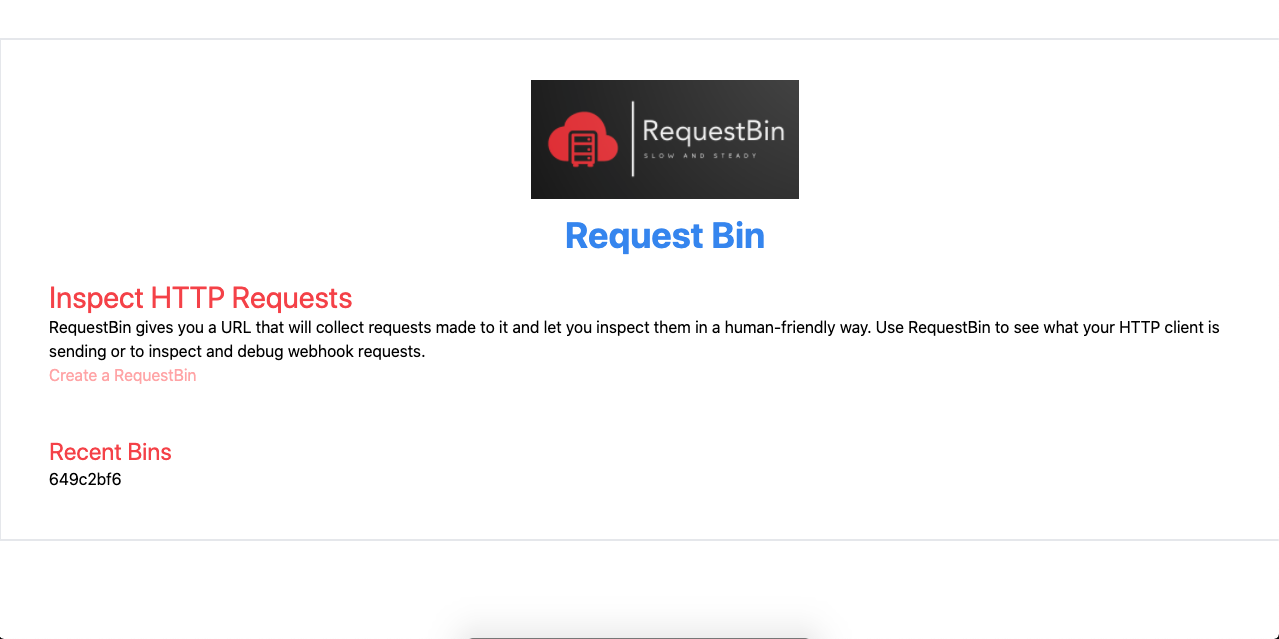 RequestBin
SLOW AND STEADY
Request Bin
Inspect HTTP Requests
RequestBin gives you a URL that will collect requests made to it and let you inspect them in a human-friendly way. Use RequestBin to see what your HTTP client is
sending or to inspect and debug webhook requests.
Create a RequestBin
Recent Bins
649c2bf6